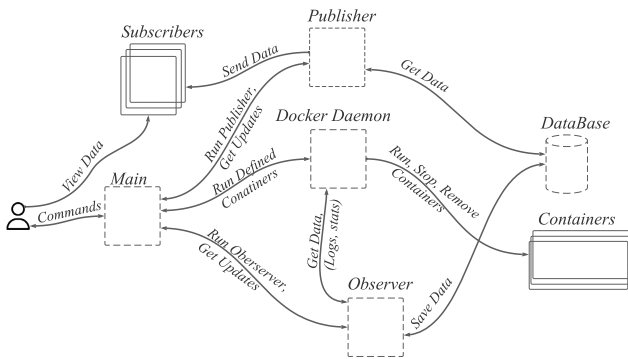 Publisher
Subscribers
Send Data
Get Data
Run Publisher,
Get Updates
Docker Daemon
DataBase
View Data
Main
Run Defined
Conatiners
Run, Stop, Remove
Containers
Commands
Containers
Get Data,
(Logs, stats)
Run Oberserver,
Get Updates
Observer
Save Data